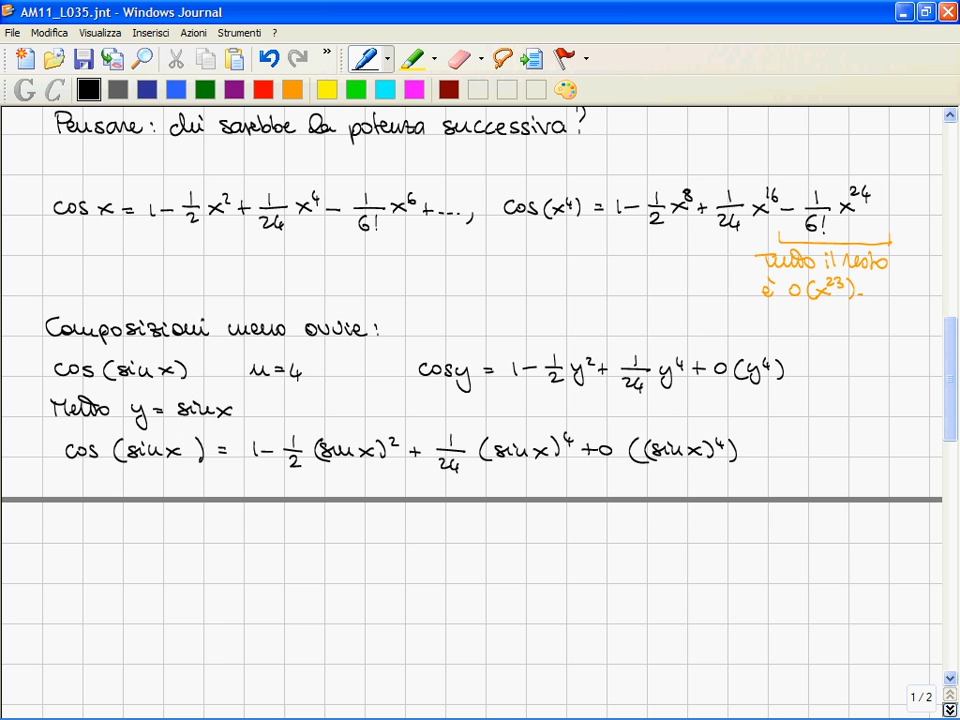 AM11_L035.jnt - Windows Journal
File Modifica Visualizza Inserisci Azioni Strumenti ?
Pensare: chi sarebbe la potenza successiva?
cos x = 1 - 1/2 x² + 1/24 x⁴ - 1/6! x⁶ + ..., cos(x⁴) = 1 - 1/2 x⁸ + 1/24 x¹⁶ - 1/6! x²⁴
Tutto il resto
è o(x²³).
Composizioni meno ovvie:
cos(sin x) n=4 cos y = 1 - 1/2 y² + 1/24 y⁴ + o(y⁴)
Metto y = sin x
cos (sin x) = 1 - 1/2 (sin x)² + 1/24 (sin x)⁴ + o ((sin x)⁴)
1 / 2